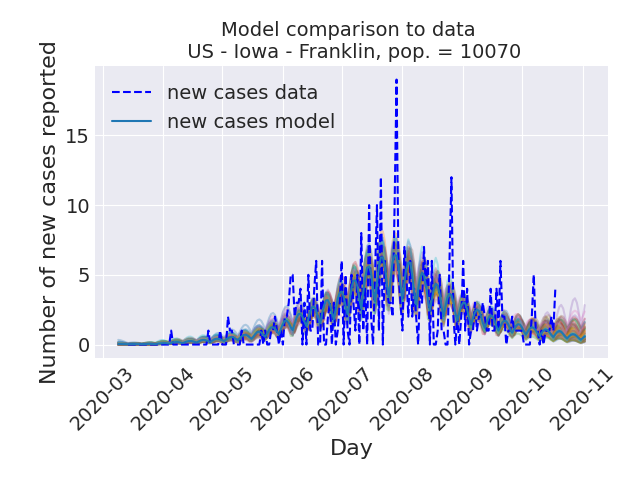 Model comparison to data
US - Iowa - Franklin, pop. = 10070
new cases data
new cases model
Number of new cases reported
15
10
5
0
2020-03
2020-04
2020-05
2020-06
2020-07
2020-08
2020-09
2020-10
2020-11
Day